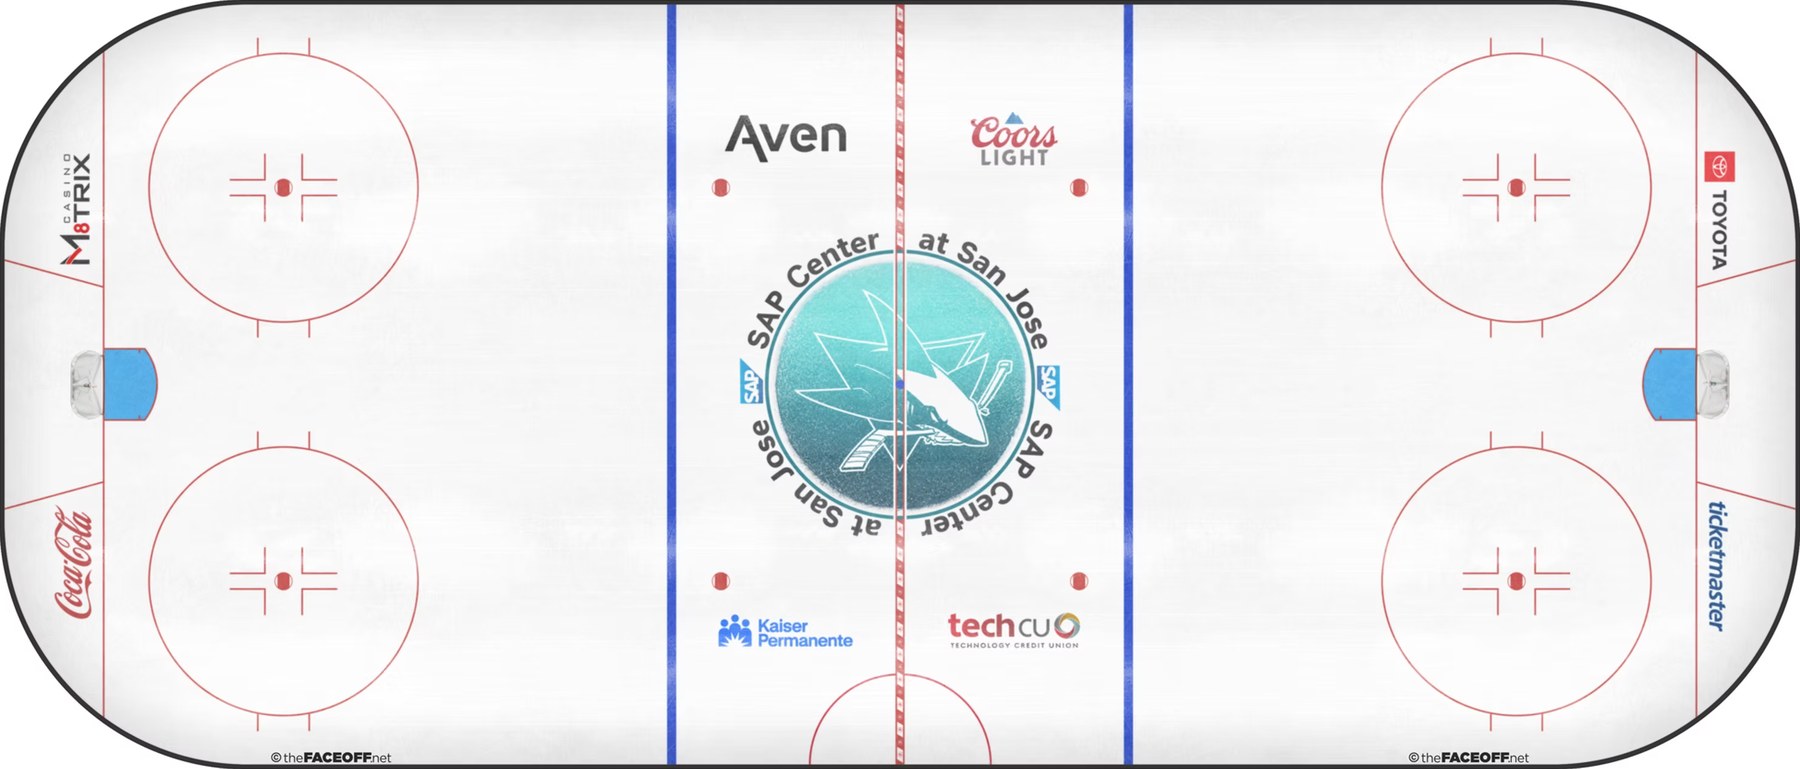 Aven
Coors
LIGHT
CASINO
M8TRIX
TOYOTA
SAP Center at San Jose
SAP
SAP
SAP Center at San Jose
Coca-Cola
ticketmaster
Kaiser
Permanente
techcu
TECHNOLOGY CREDIT UNION
©theFACEOFF.net
©theFACEOFF.net